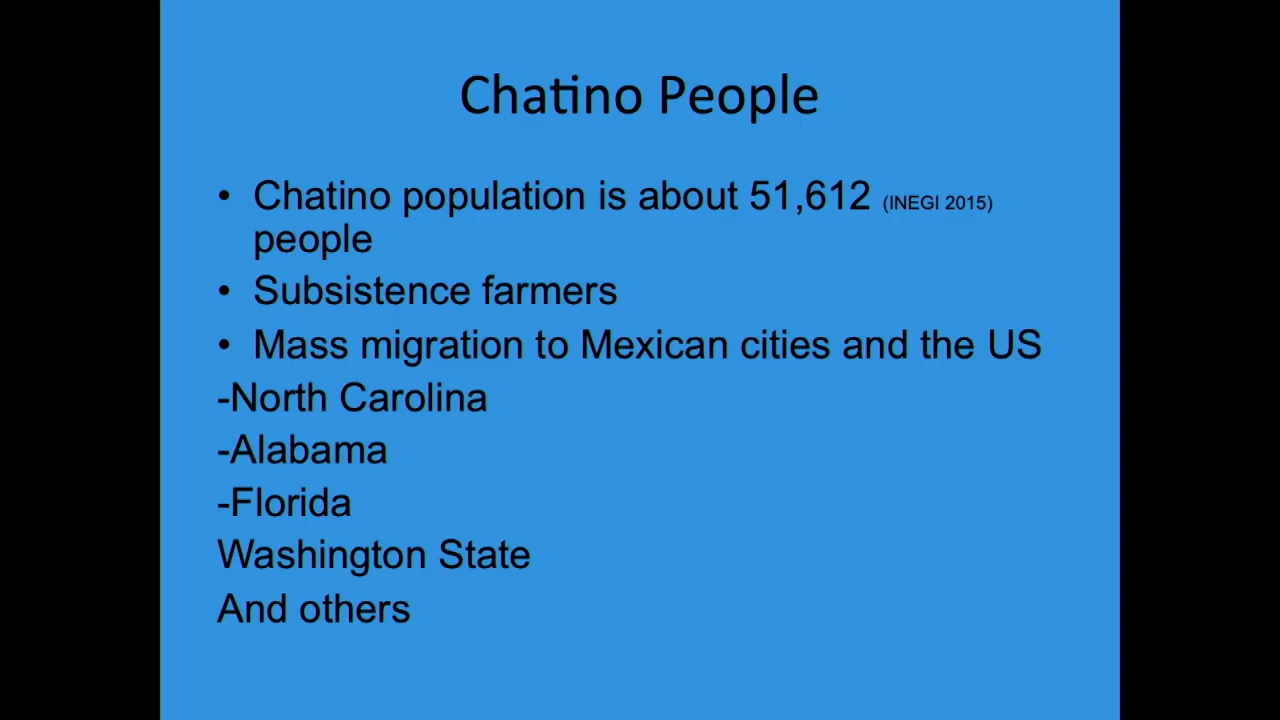 Chatino People
• Chatino population is about 51,612 (INEGI 2015)
people
• Subsistence farmers
• Mass migration to Mexican cities and the US
-North Carolina
-Alabama
-Florida
Washington State
And others